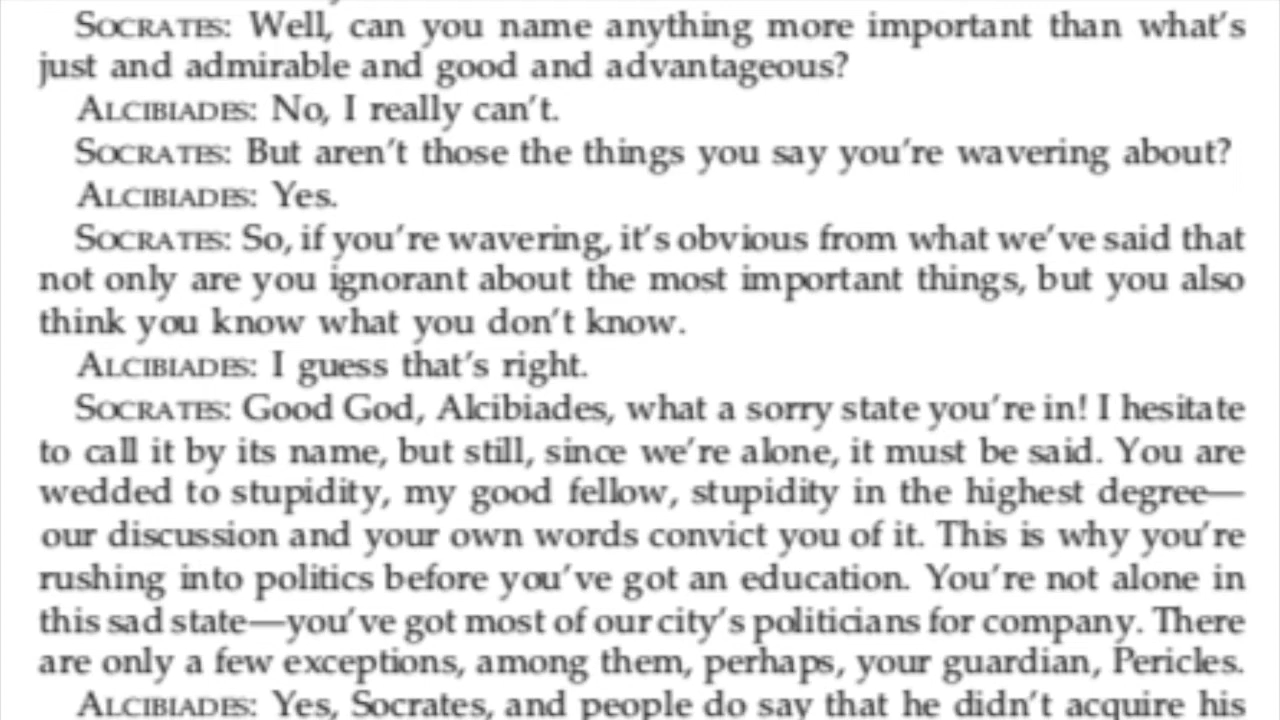 SOCRATES: Well, can you name anything more important than what's
just and admirable and good and advantageous?
ALCIBIADES: No, I really can't.
SOCRATES: But aren't those the things you say you're wavering about?
ALCIBIADES: Yes.
SOCRATES: So, if you're wavering, it's obvious from what we've said that
not only are you ignorant about the most important things, but you also
think you know what you don't know.
ALCIBIADES: I guess that's right.
SOCRATES: Good God, Alcibiades, what a sorry state you're in! I hesitate
to call it by its name, but still, since we're alone, it must be said. You are
wedded to stupidity, my good fellow, stupidity in the highest degree—
our discussion and your own words convict you of it. This is why you're
rushing into politics before you've got an education. You're not alone in
this sad state—you've got most of our city's politicians for company. There
are only a few exceptions, among them, perhaps, your guardian, Pericles.
ALCIBIADES: Yes, Socrates, and people do say that he didn't acquire his